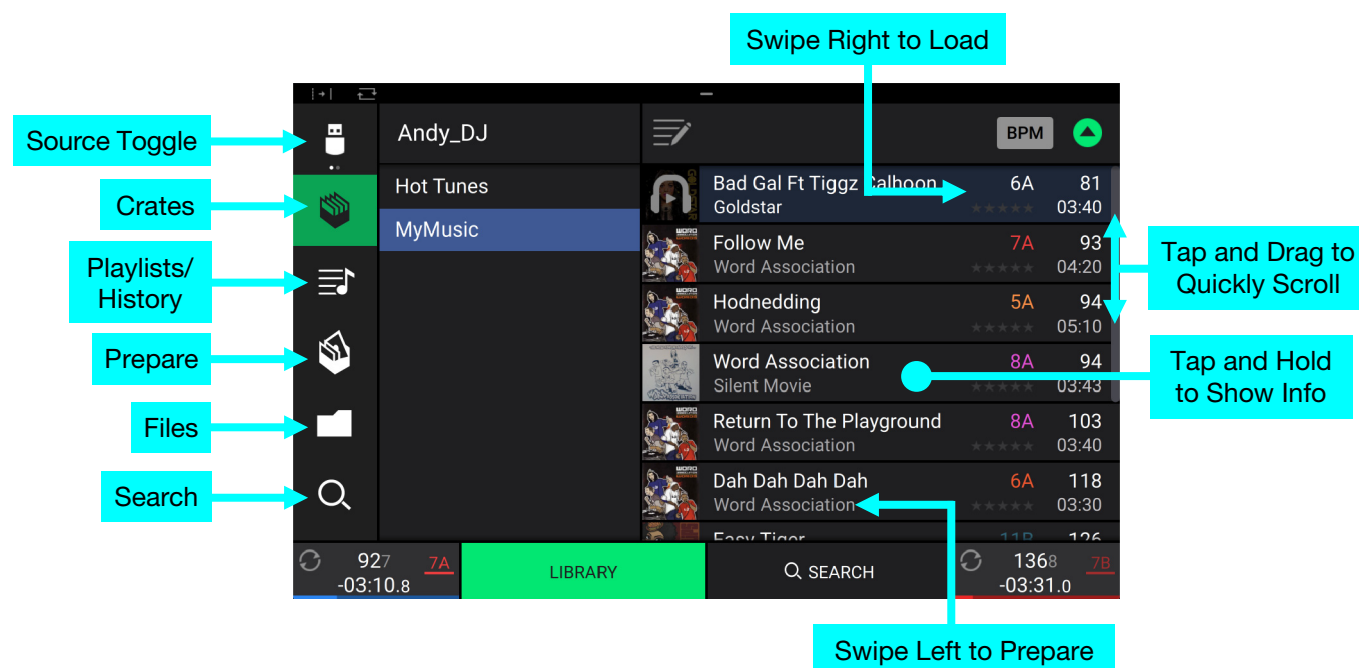 Swipe Right to Load
Source Toggle
Crates
Playlists/
History
Prepare
Files
Search
Andy_DJ
BPM
Hot Tunes
MyMusic
Bad Gal Ft Tiggz Calhoon 6A 81
Goldstar 03:40
Follow Me 7A 93
Word Association 04:20
Hodnedding 5A 94
Word Association 05:10
Word Association 8A 94
Silent Movie 03:43
Return To The Playground 8A 103
Word Association 03:40
Dah Dah Dah Dah 6A 118
Word Association 03:30
Easy Tiger 11B 126
Tap and Drag to
Quickly Scroll
Tap and Hold
to Show Info
927 7A
-03:10.8
LIBRARY
SEARCH
1368 7B
-03:31.0
Swipe Left to Prepare